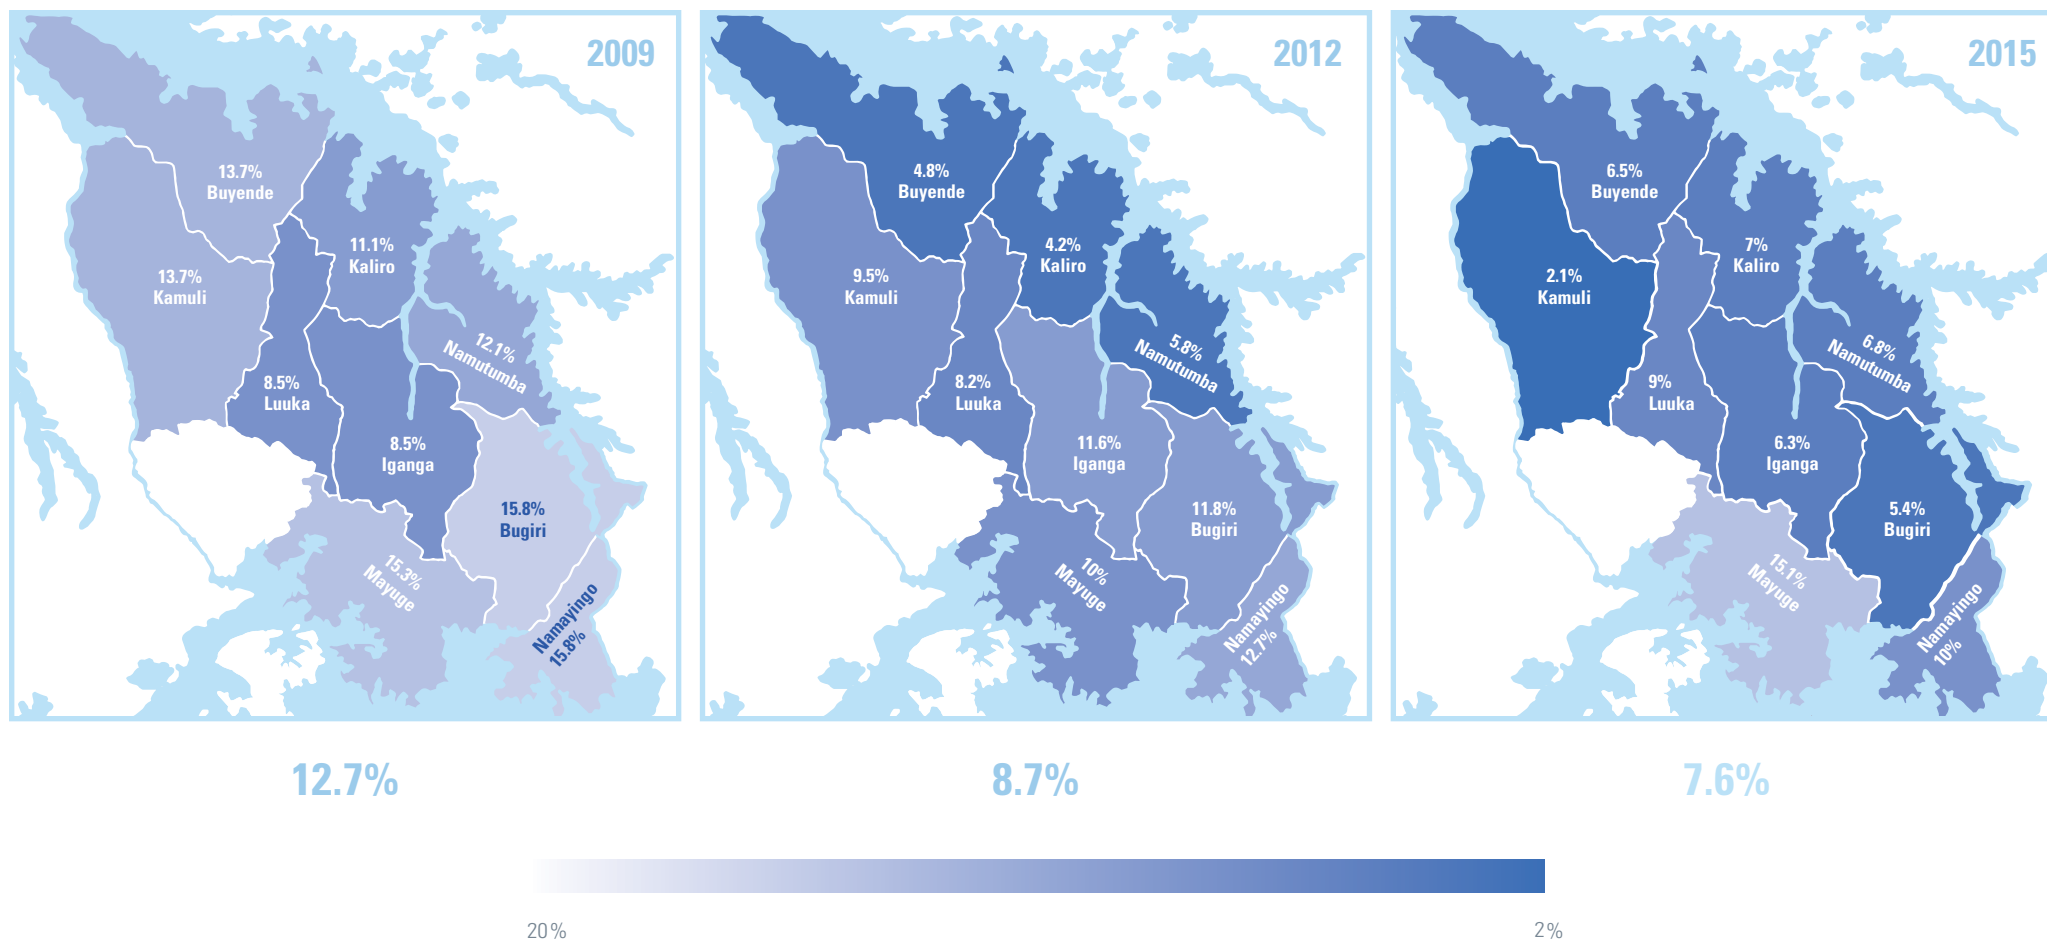 2009
13.7%
Buyende
11.1%
Kaliro
13.7%
Kamuli
12.1%
Namutumba
8.5%
Luuka
8.5%
Iganga
15.8%
Bugiri
15.3%
Mayuge
Namayingo
15.8%
12.7%
2012
4.8%
Buyende
4.2%
Kaliro
9.5%
Kamuli
5.8%
Namutumba
8.2%
Luuka
11.6%
Iganga
11.8%
Bugiri
10%
Mayuge
Namayingo
12.7%
8.7%
2015
6.5%
Buyende
7%
Kaliro
2.1%
Kamuli
6.8%
Namutumba
9%
Luuka
6.3%
Iganga
5.4%
Bugiri
15.1%
Mayuge
Namayingo
10%
7.6%
20%
2%